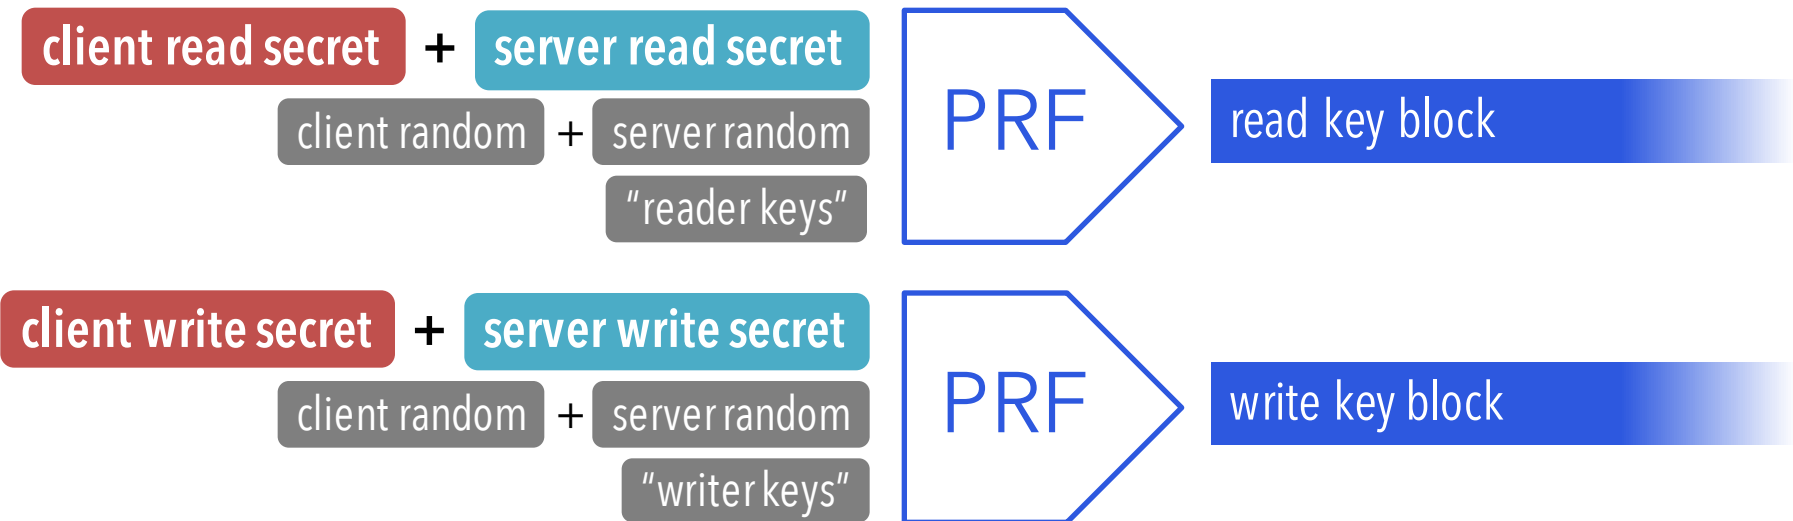 client read secret + server read secret
client random + server random
“reader keys”
PRF
read key block
client write secret + server write secret
client random + server random
“writer keys”
PRF
write key block